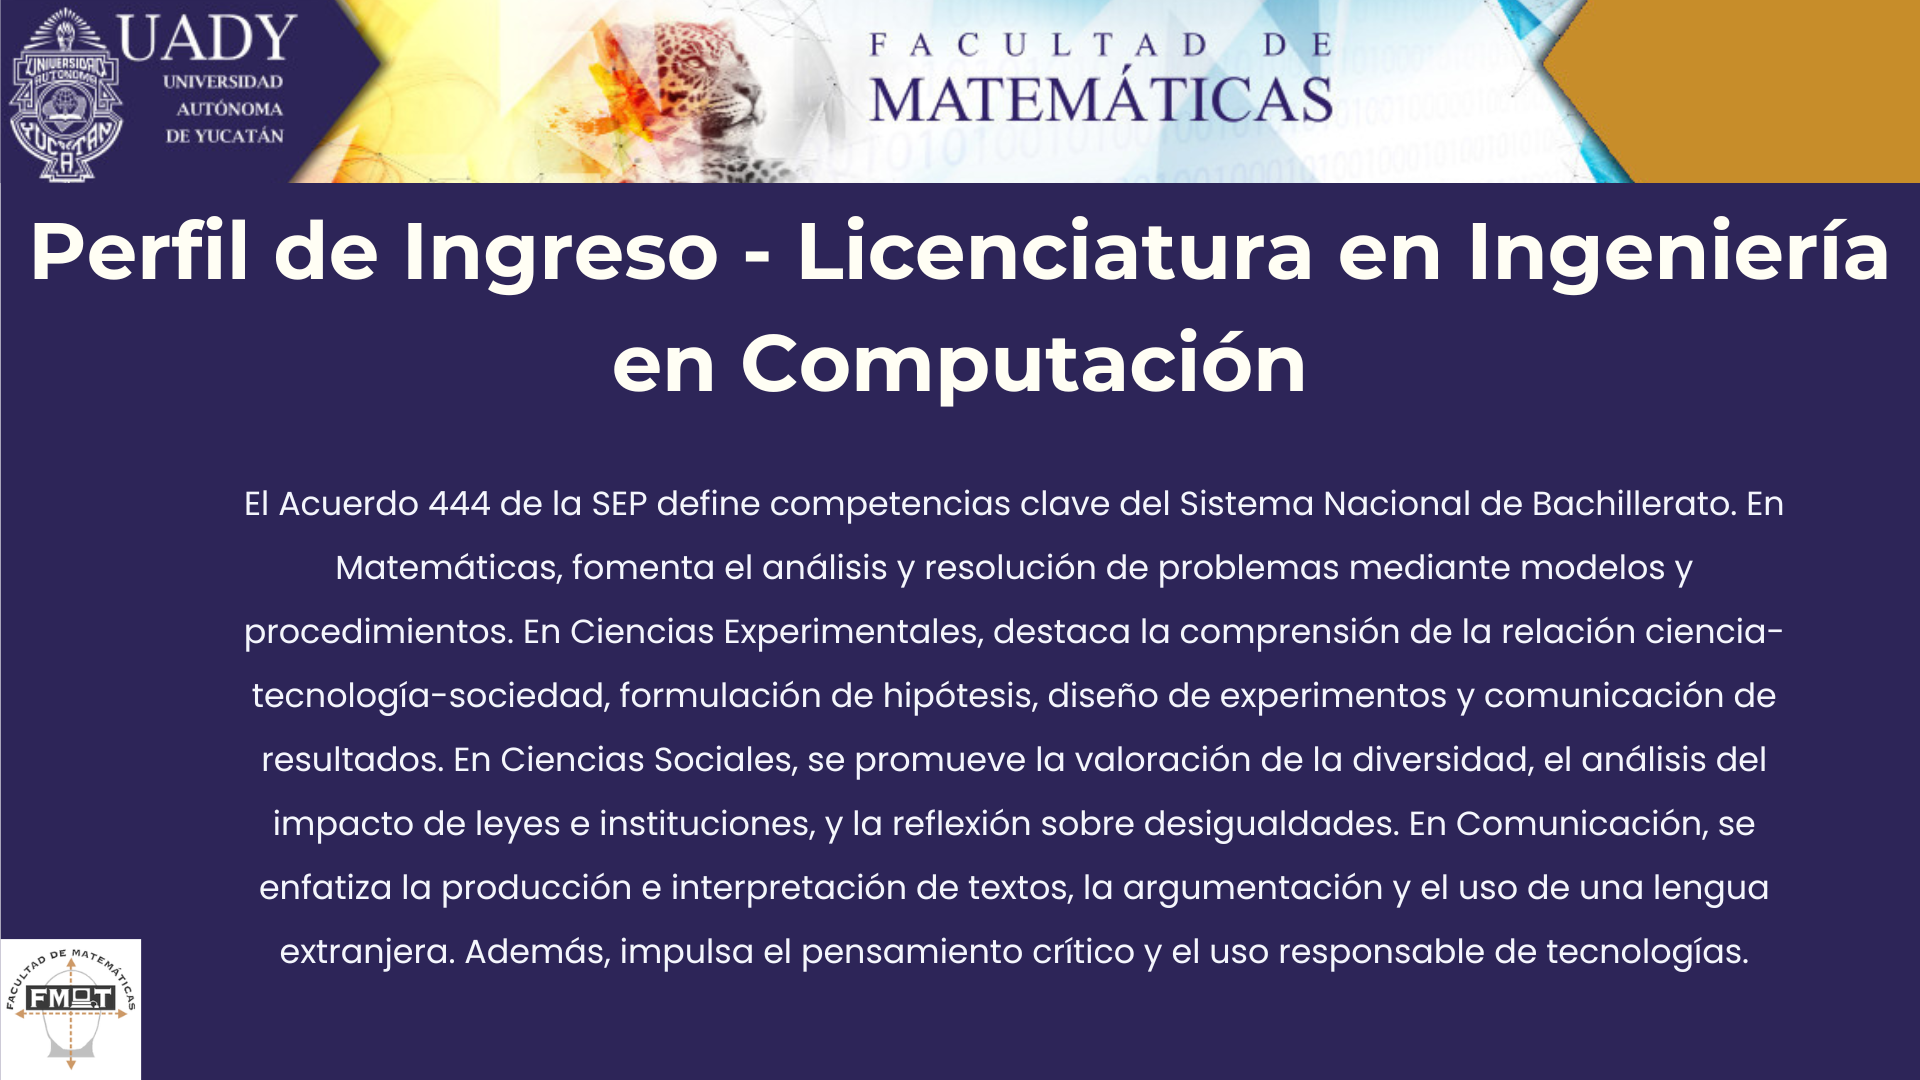 UADY
UNIVERSIDAD
AUTÓNOMA
DE YUCATÁN
UNIVERSIDAD
AUTONOMA
YUCATAN
FACULTAD DE
MATEMÁTICAS
Perfil de Ingreso - Licenciatura en Ingeniería
en Computación
El Acuerdo 444 de la SEP define competencias clave del Sistema Nacional de Bachillerato. En
Matemáticas, fomenta el análisis y resolución de problemas mediante modelos y
procedimientos. En Ciencias Experimentales, destaca la comprensión de la relación ciencia-
tecnología-sociedad, formulación de hipótesis, diseño de experimentos y comunicación de
resultados. En Ciencias Sociales, se promueve la valoración de la diversidad, el análisis del
impacto de leyes e instituciones, y la reflexión sobre desigualdades. En Comunicación, se
enfatiza la producción e interpretación de textos, la argumentación y el uso de una lengua
extranjera. Además, impulsa el pensamiento crítico y el uso responsable de tecnologías.
FACULTAD DE MATEMÁTICAS